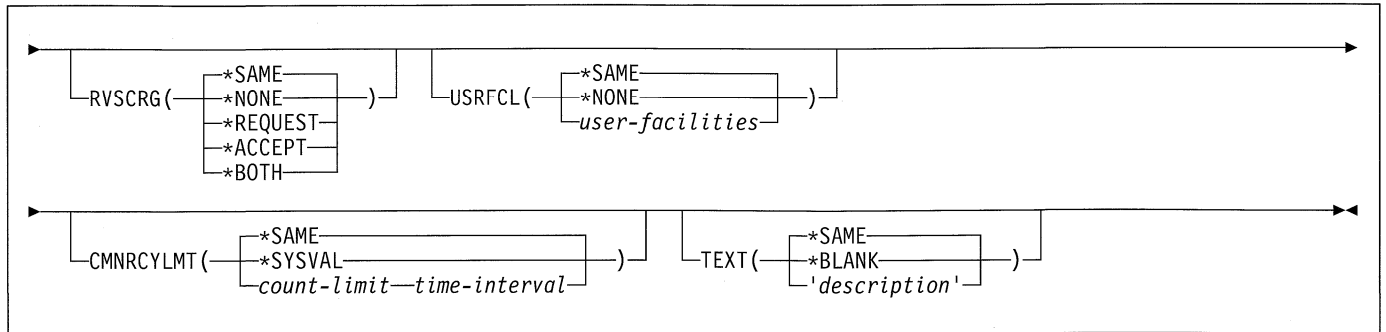 *SAME *SAME
RVSCRG( *NONE ) USRFCL( *NONE )
*REQUEST user-facilities
*ACCEPT
*BOTH
*SAME *SAME
CMNRCYLMT( *SYSVAL ) TEXT( *BLANK )
count-limit time-interval 'description'